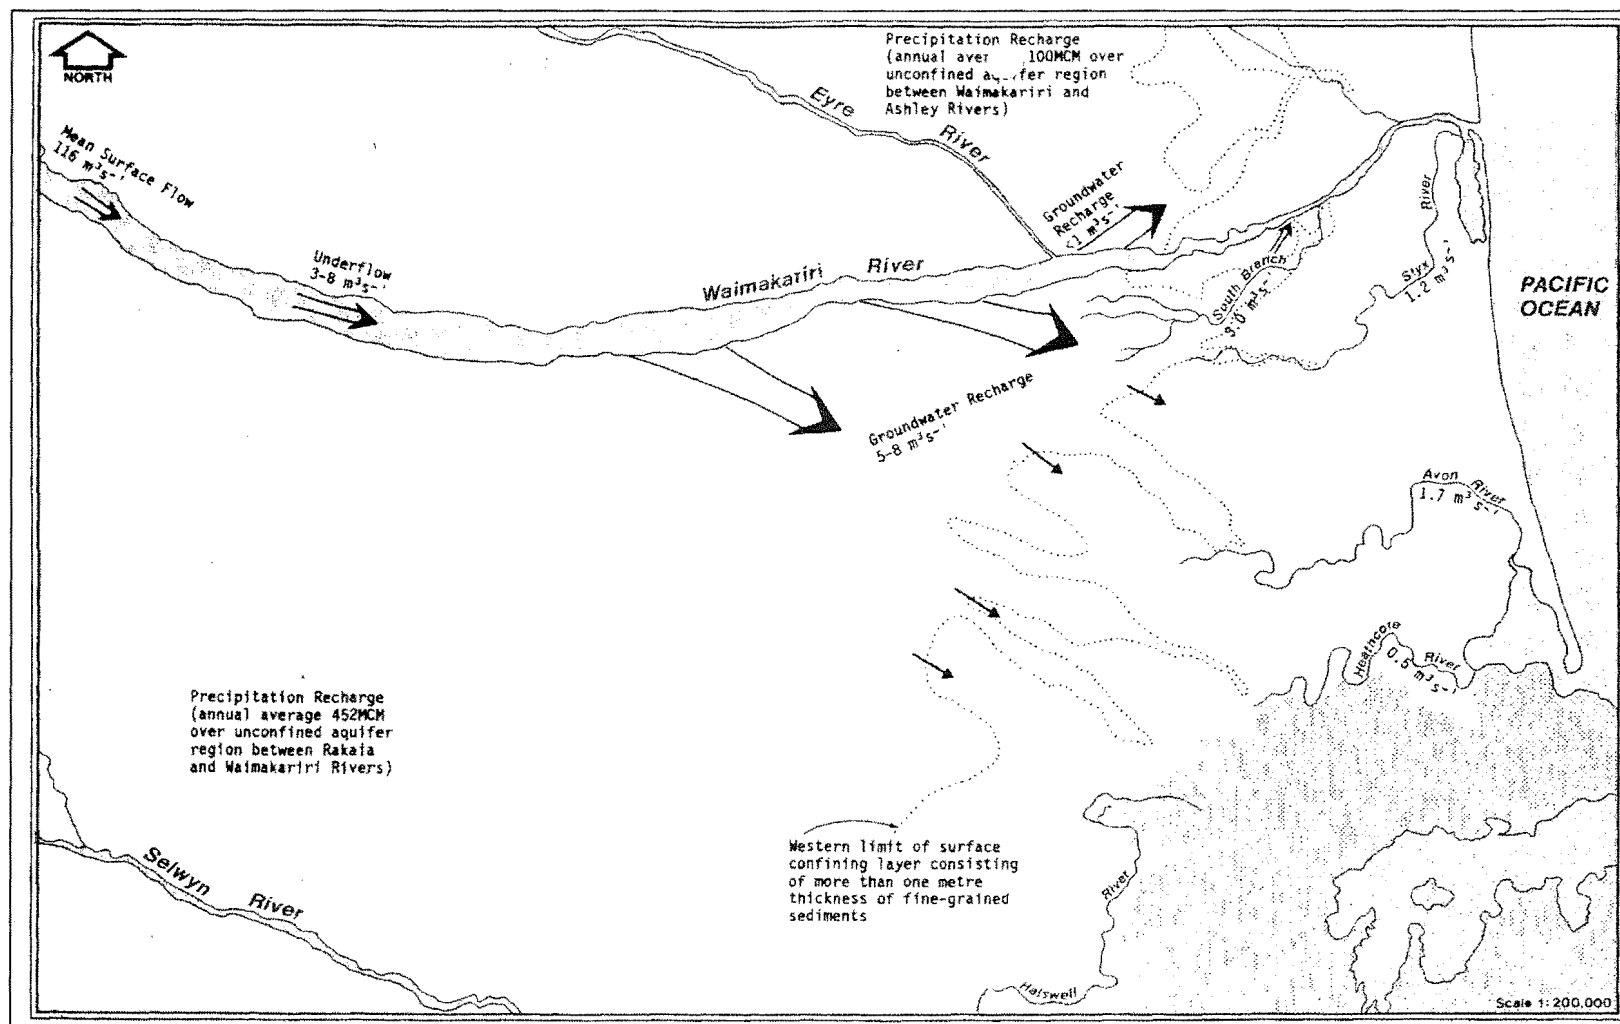 NORTH
Precipitation Recharge
(annual aver 100MCM over
unconfined aquifer region
between Waimakariri and
Ashley Rivers)
Eyre River
Mean Surface Flow
116 m³s⁻¹
Groundwater
Recharge
<1 m³s⁻¹
Underflow
3-8 m³s⁻¹
Waimakariri River
South Branch
3.0 m³s⁻¹
Styx River
1.2 m³s⁻¹
PACIFIC
OCEAN
Groundwater Recharge
5-8 m³s⁻¹
Avon River
1.7 m³s⁻¹
Heathcote River
0.5 m³s⁻¹
Precipitation Recharge
(annual average 452MCM
over unconfined aquifer
region between Rakaia
and Waimakariri Rivers)
Western limit of surface
confining layer consisting
of more than one metre
thickness of fine-grained
sediments
Selwyn River
Halswell River
Scale 1:200,000